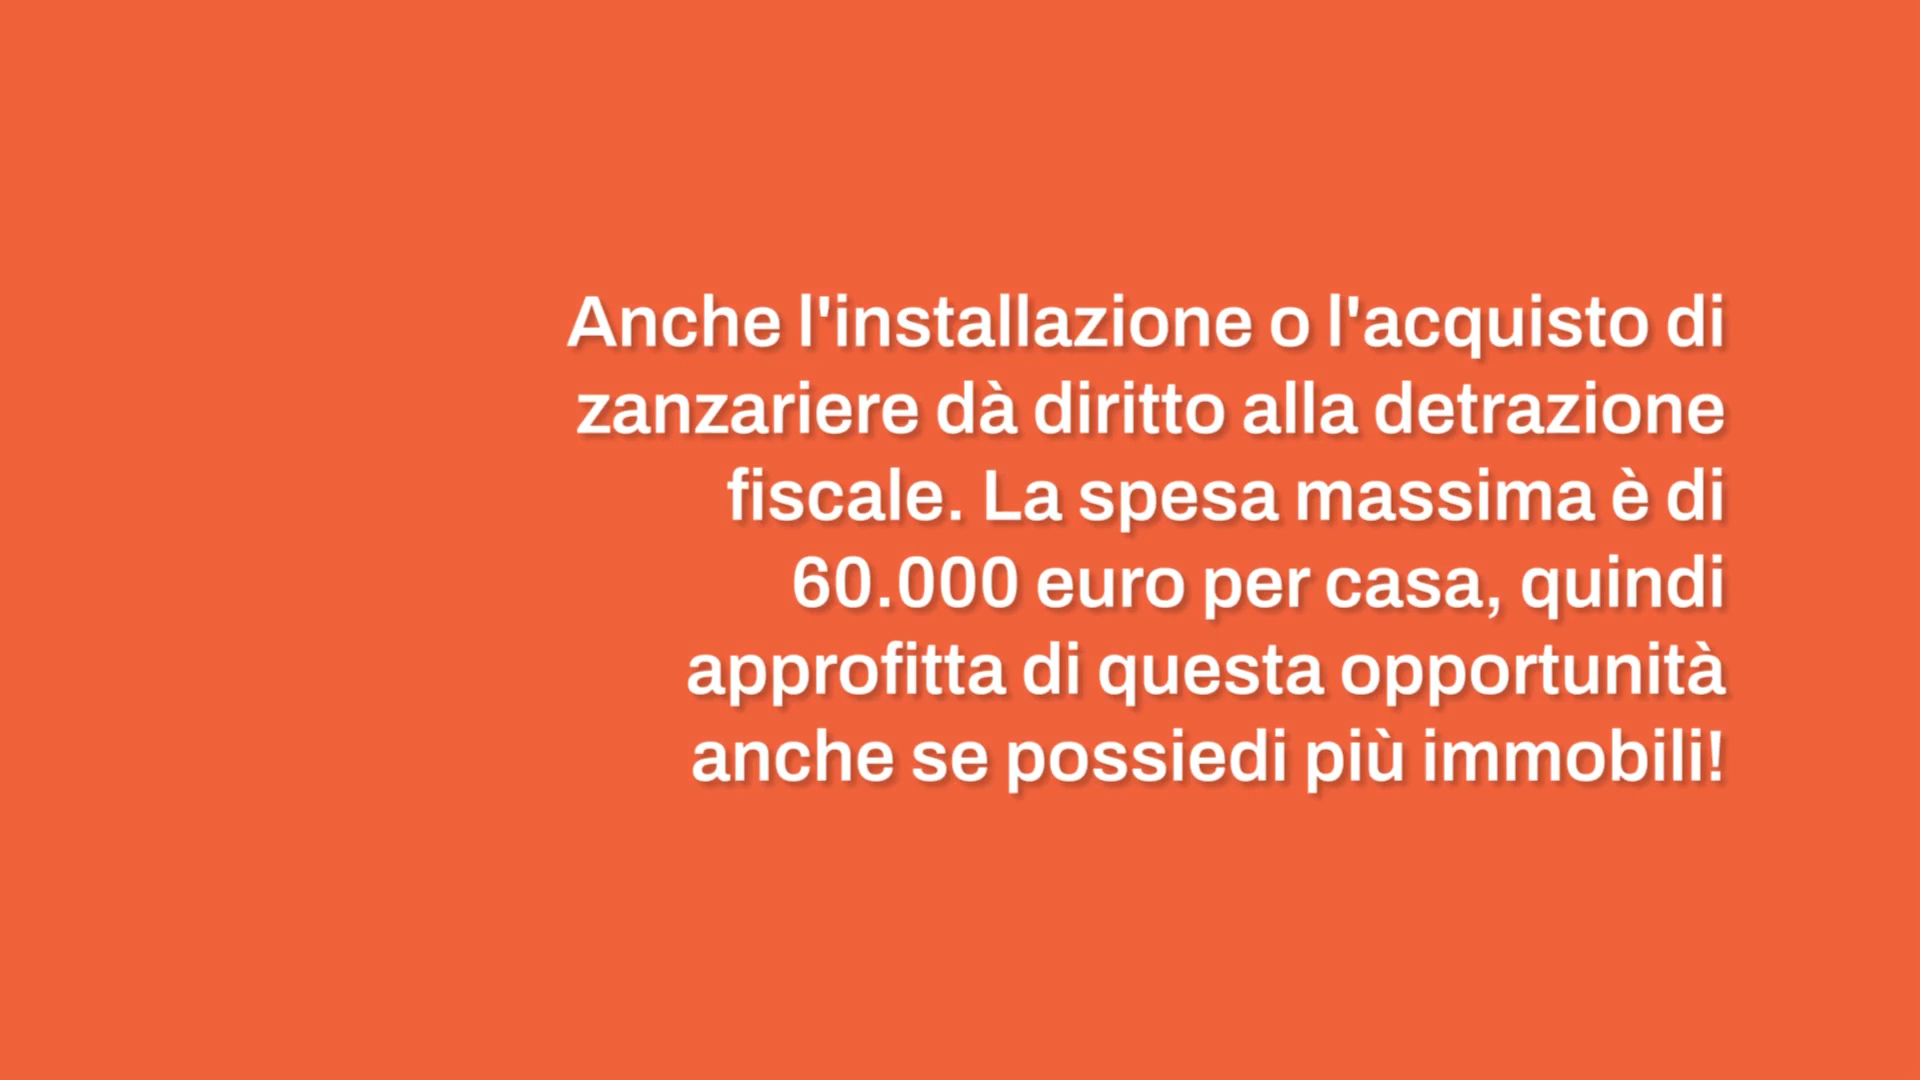 Anche l'installazione o l'acquisto di
zanzariere dà diritto alla detrazione
fiscale. La spesa massima è di
60.000 euro per casa, quindi
approfitta di questa opportunità
anche se possiedi più immobili!